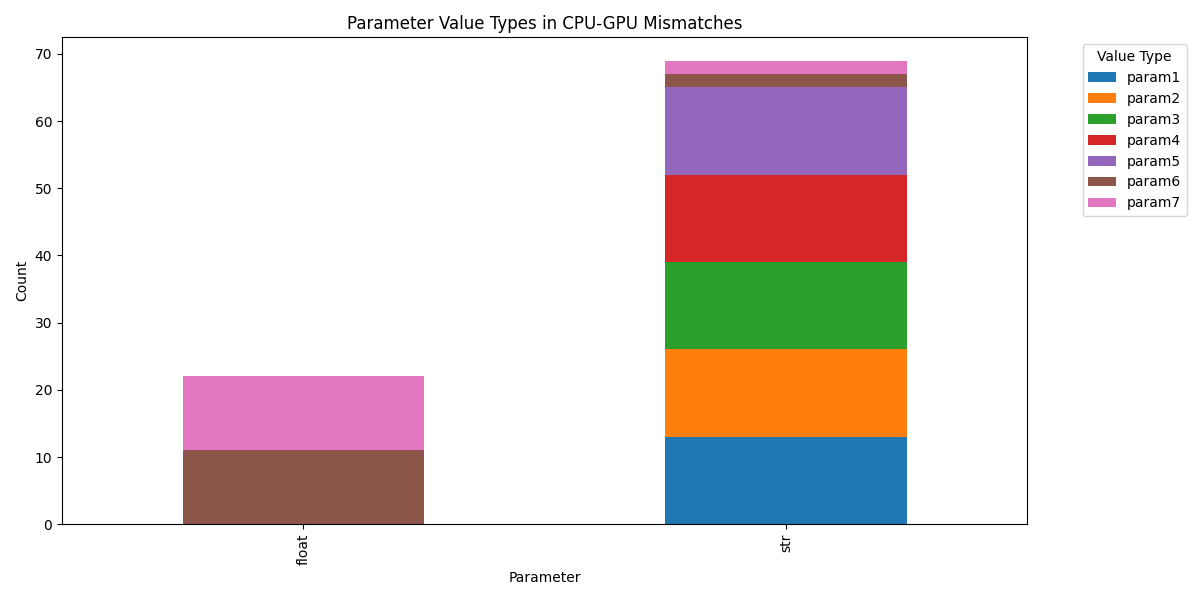 Parameter Value Types in CPU-GPU Mismatches
Value Type
param1
param2
param3
param4
param5
param6
param7
Count
70
60
50
40
30
20
10
0
float
str
Parameter